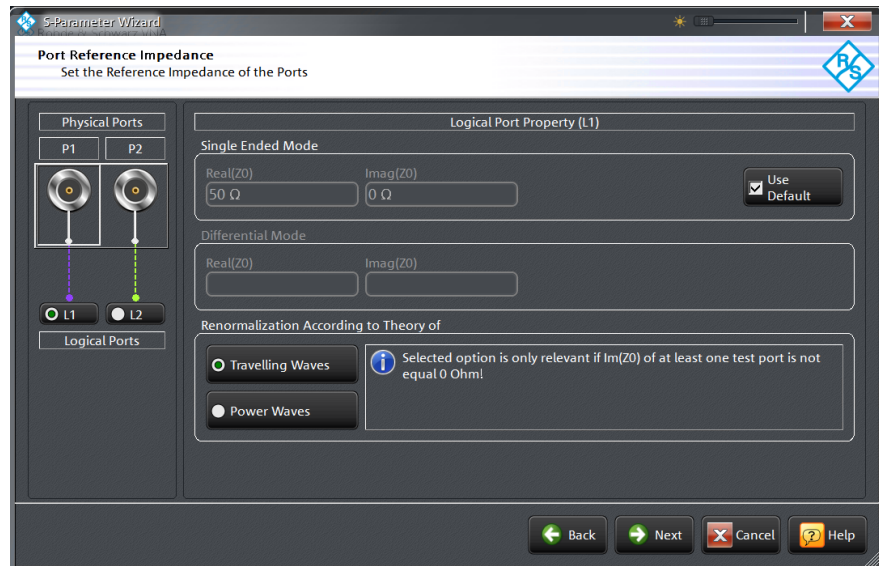 S-Parameter Wizard
Port Reference Impedance
Set the Reference Impedance of the Ports
R&S
Physical Ports
P1 P2
L1 L2
Logical Ports
Logical Port Property (L1)
Single Ended Mode
Real(Z0) Imag(Z0)
50 Ω 0 Ω
Use
Default
Differential Mode
Real(Z0) Imag(Z0)
Renormalization According to Theory of
Travelling Waves
Power Waves
Selected option is only relevant if Im(Z0) of at least one test port is not
equal 0 Ohm!
Back Next Cancel Help